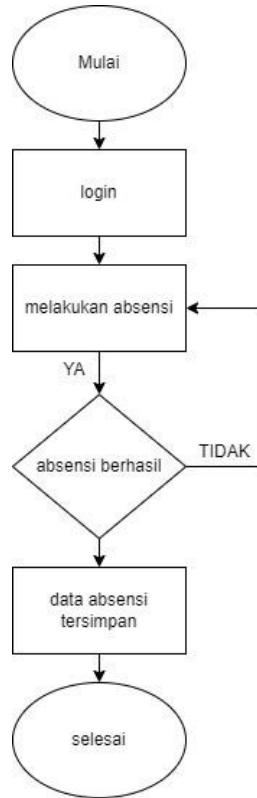 Mulai
login
melakukan absensi
YA
absensi berhasil
TIDAK
data absensi
tersimpan
selesai